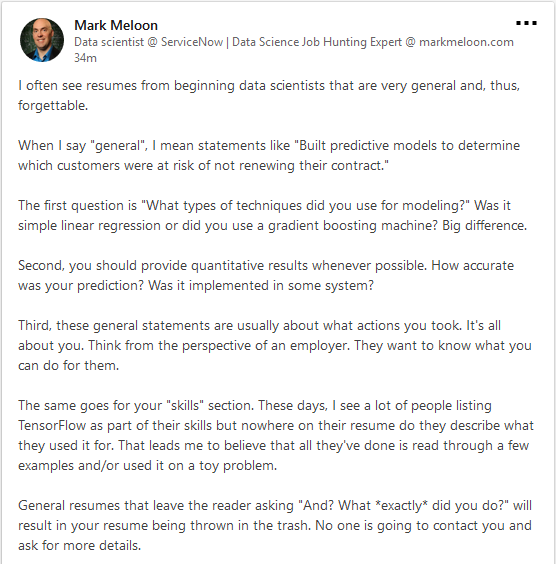 Mark Meloon
Data scientist @ ServiceNow | Data Science Job Hunting Expert @ markmeloon.com
34m
I often see resumes from beginning data scientists that are very general and, thus,
forgettable.
When I say "general", I mean statements like "Built predictive models to determine
which customers were at risk of not renewing their contract."
The first question is "What types of techniques did you use for modeling?" Was it
simple linear regression or did you use a gradient boosting machine? Big difference.
Second, you should provide quantitative results whenever possible. How accurate
was your prediction? Was it implemented in some system?
Third, these general statements are usually about what actions you took. It's all
about you. Think from the perspective of an employer. They want to know what you
can do for them.
The same goes for your "skills" section. These days, I see a lot of people listing
TensorFlow as part of their skills but nowhere on their resume do they describe what
they used it for. That leads me to believe that all they've done is read through a few
examples and/or used it on a toy problem.
General resumes that leave the reader asking "And? What *exactly* did you do?" will
result in your resume being thrown in the trash. No one is going to contact you and
ask for more details.